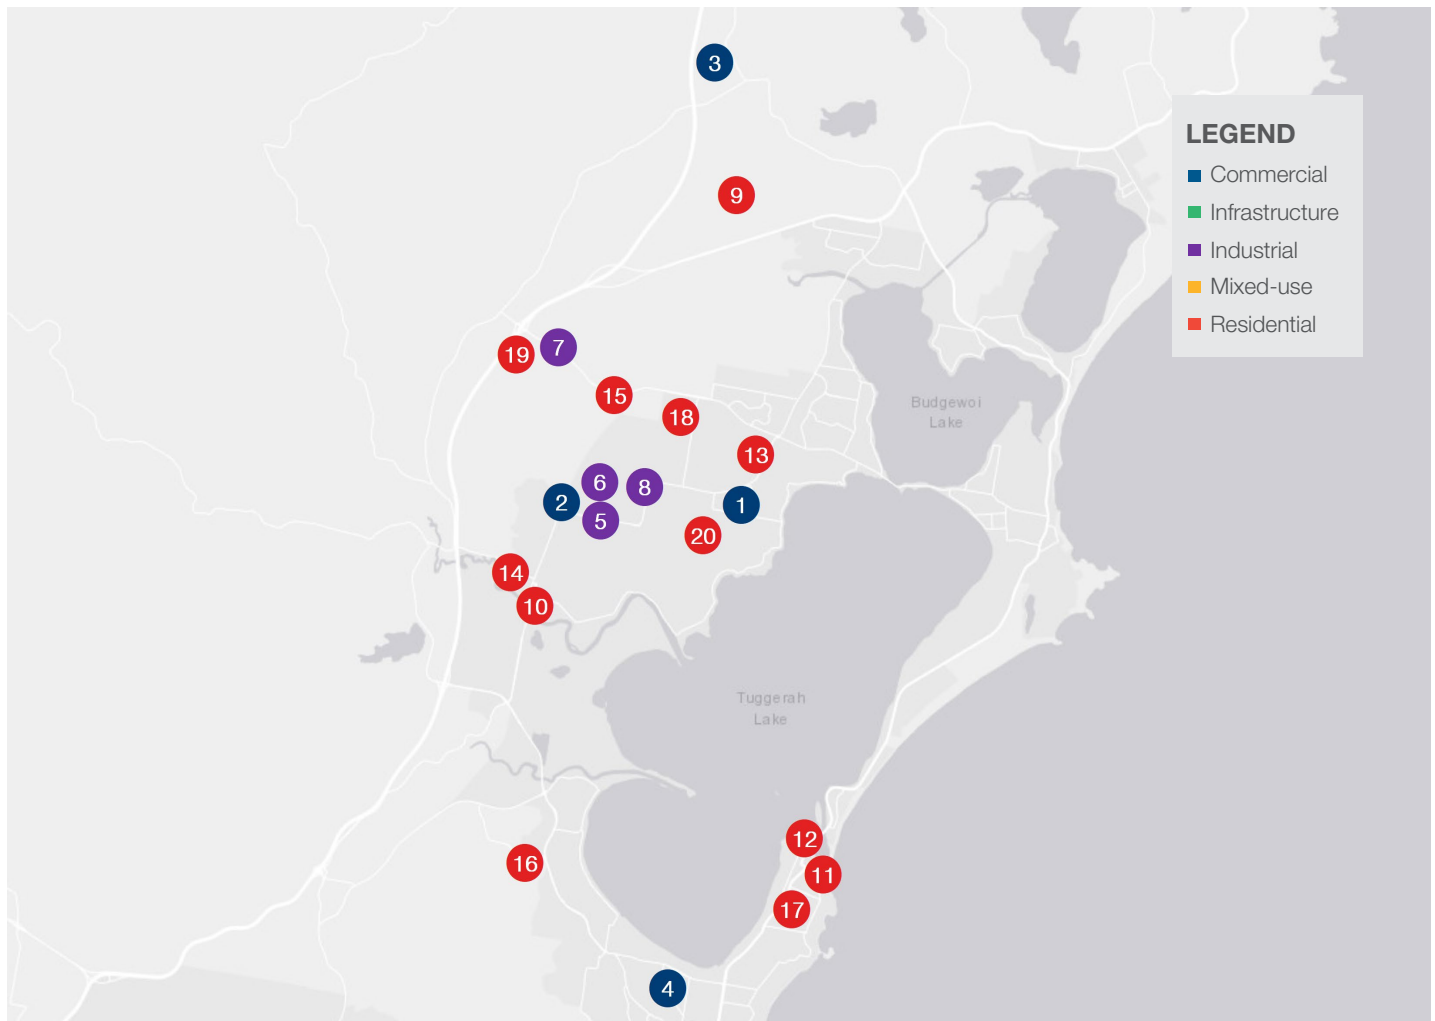 3
LEGEND
Commercial
Infrastructure
Industrial
Mixed-use
Residential
9
19
7
15
18
Budgewoi
Lake
13
6
8
2
5
1
20
14
10
Tuggerah
Lake
12
11
16
17
4